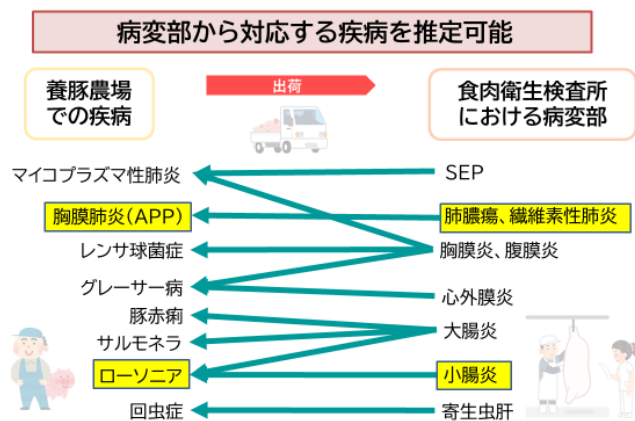 病変部から対応する疾病を推定可能
養豚農場
での疾病
出荷
食肉衛生検査所
における病変部
マイコプラズマ性肺炎
SEP
胸膜肺炎(APP)
肺膿瘍、繊維素性肺炎
レンサ球菌症
胸膜炎、腹膜炎
グレーサー病
心外膜炎
豚赤痢
大腸炎
サルモネラ
ローソニア
小腸炎
回虫症
寄生虫肝